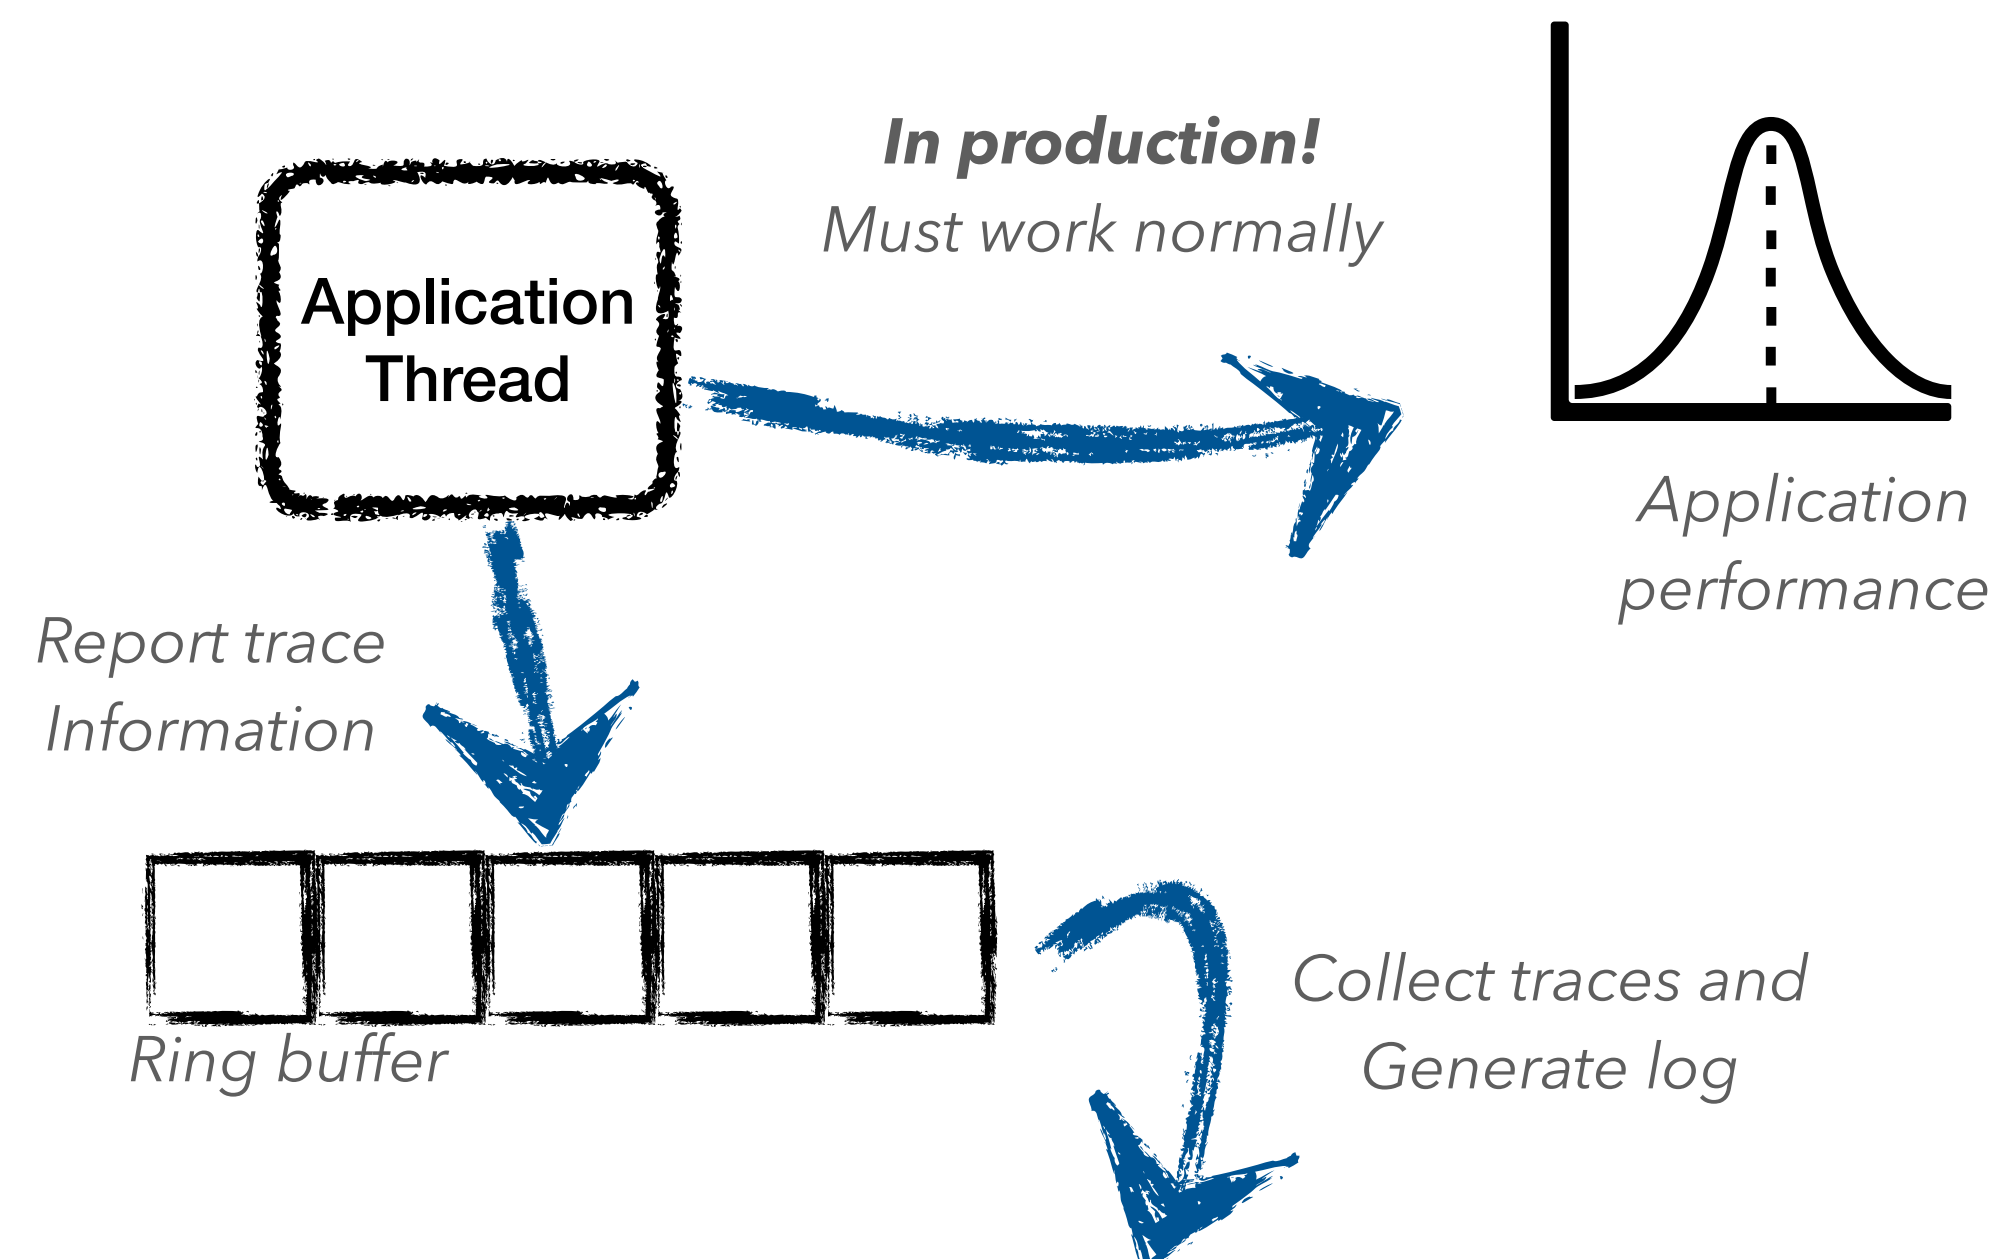 In production!
Must work normally
Application
Thread
Application
performance
Report trace
Information
Ring buffer
Collect traces and
Generate log